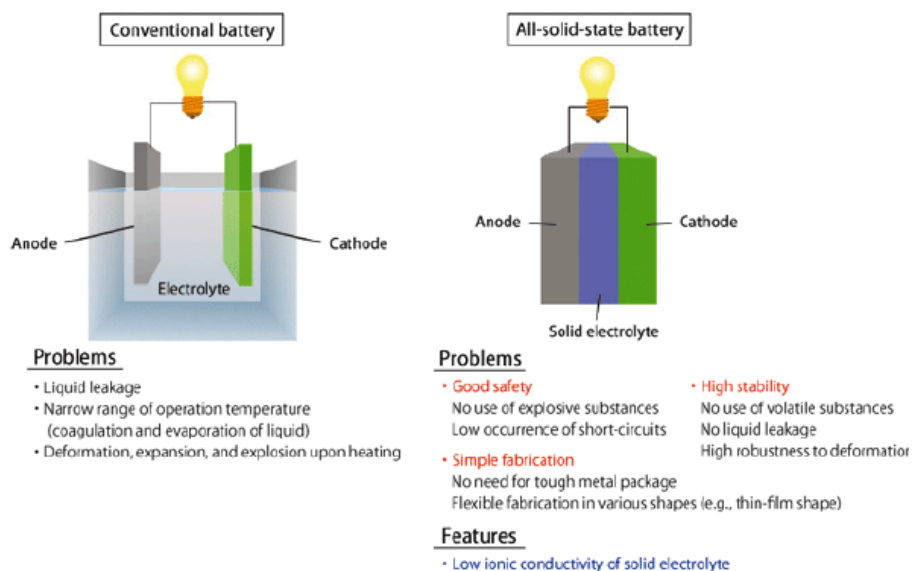 Conventional battery
Anode
Cathode
Electrolyte
Problems
・Liquid leakage
・Narrow range of operation temperature
(coagulation and evaporation of liquid)
・Deformation, expansion, and explosion upon heating
All-solid-state battery
Anode
Cathode
Solid electrolyte
Problems
・Good safety
No use of explosive substances
Low occurrence of short-circuits
・Simple fabrication
No need for tough metal package
Flexible fabrication in various shapes (e.g., thin-film shape)
・High stability
No use of volatile substances
No liquid leakage
High robustness to deformation
Features
・Low ionic conductivity of solid electrolyte